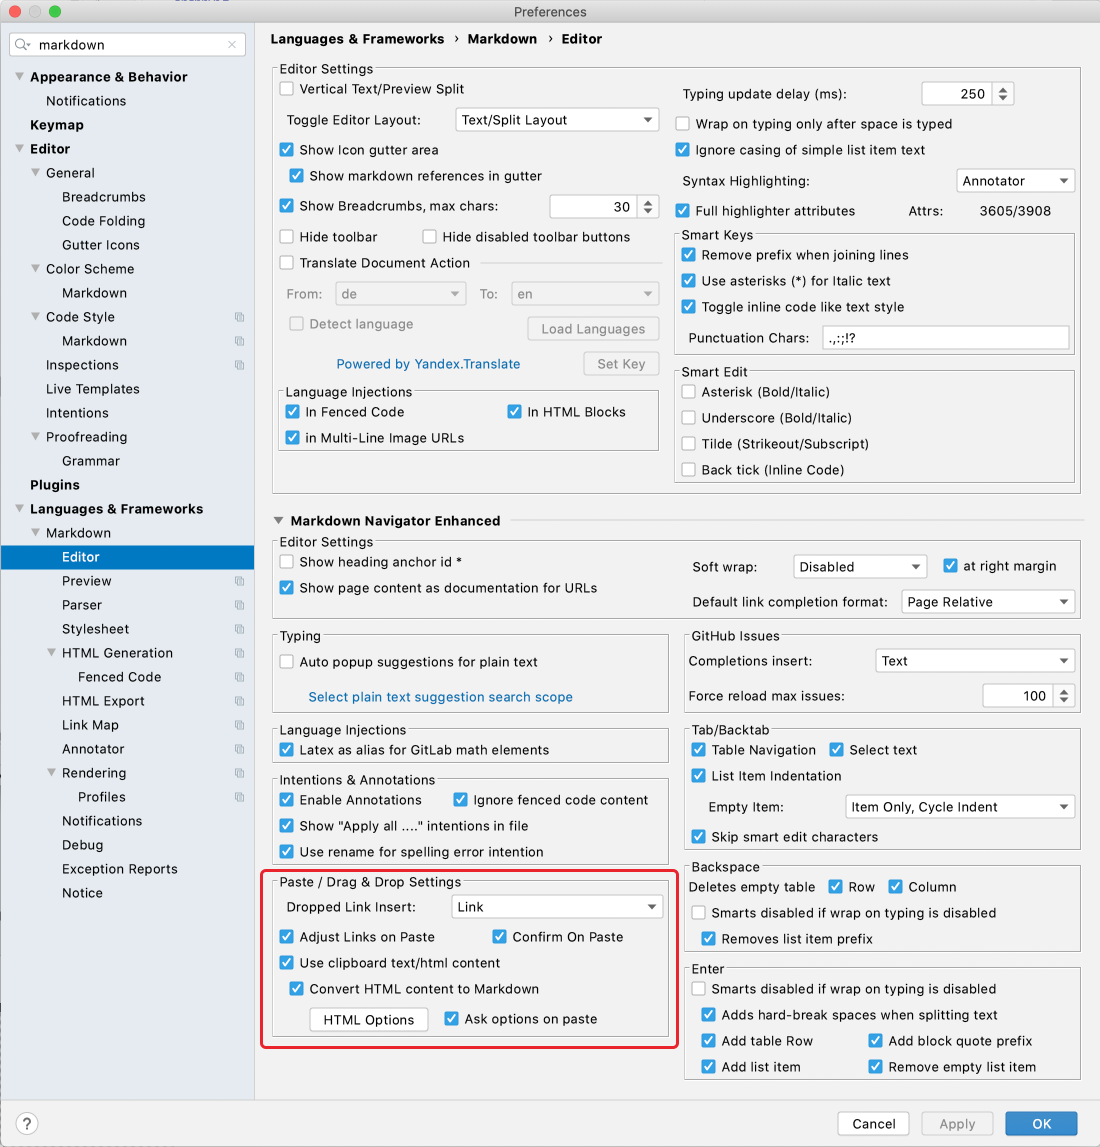 Preferences
markdown
Appearance & Behavior
Notifications
Keymap
Editor
General
Breadcrumbs
Code Folding
Gutter Icons
Color Scheme
Markdown
Code Style
Markdown
Inspections
Live Templates
Intentions
Proofreading
Grammar
Plugins
Languages & Frameworks
Markdown
Editor
Preview
Parser
Stylesheet
HTML Generation
Fenced Code
HTML Export
Link Map
Annotator
Rendering
Profiles
Notifications
Debug
Exception Reports
Notice
Languages & Frameworks › Markdown › Editor
Editor Settings
Vertical Text/Preview Split
Toggle Editor Layout: Text/Split Layout
Show Icon gutter area
Show markdown references in gutter
Show Breadcrumbs, max chars: 30
Hide toolbar Hide disabled toolbar buttons
Translate Document Action
From: de To: en
Detect language Load Languages
Powered by Yandex.Translate Set Key
Language Injections
In Fenced Code In HTML Blocks
in Multi-Line Image URLs
Typing update delay (ms): 250
Wrap on typing only after space is typed
Ignore casing of simple list item text
Syntax Highlighting: Annotator
Full highlighter attributes Attrs: 3605/3908
Smart Keys
Remove prefix when joining lines
Use asterisks (*) for Italic text
Toggle inline code like text style
Punctuation Chars: .,:;!?
Smart Edit
Asterisk (Bold/Italic)
Underscore (Bold/Italic)
Tilde (Strikeout/Subscript)
Back tick (Inline Code)
Markdown Navigator Enhanced
Editor Settings
Show heading anchor id *
Show page content as documentation for URLs
Soft wrap: Disabled at right margin
Default link completion format: Page Relative
Typing
Auto popup suggestions for plain text
Select plain text suggestion search scope
Language Injections
Latex as alias for GitLab math elements
Intentions & Annotations
Enable Annotations Ignore fenced code content
Show "Apply all ...." intentions in file
Use rename for spelling error intention
Paste / Drag & Drop Settings
Dropped Link Insert: Link
Adjust Links on Paste Confirm On Paste
Use clipboard text/html content
Convert HTML content to Markdown
HTML Options Ask options on paste
GitHub Issues
Completions insert: Text
Force reload max issues: 100
Tab/Backtab
Table Navigation Select text
List Item Indentation
Empty Item: Item Only, Cycle Indent
Skip smart edit characters
Backspace
Deletes empty table Row Column
Smarts disabled if wrap on typing is disabled
Removes list item prefix
Enter
Smarts disabled if wrap on typing is disabled
Adds hard-break spaces when splitting text
Add table Row Add block quote prefix
Add list item Remove empty list item
? Cancel Apply OK